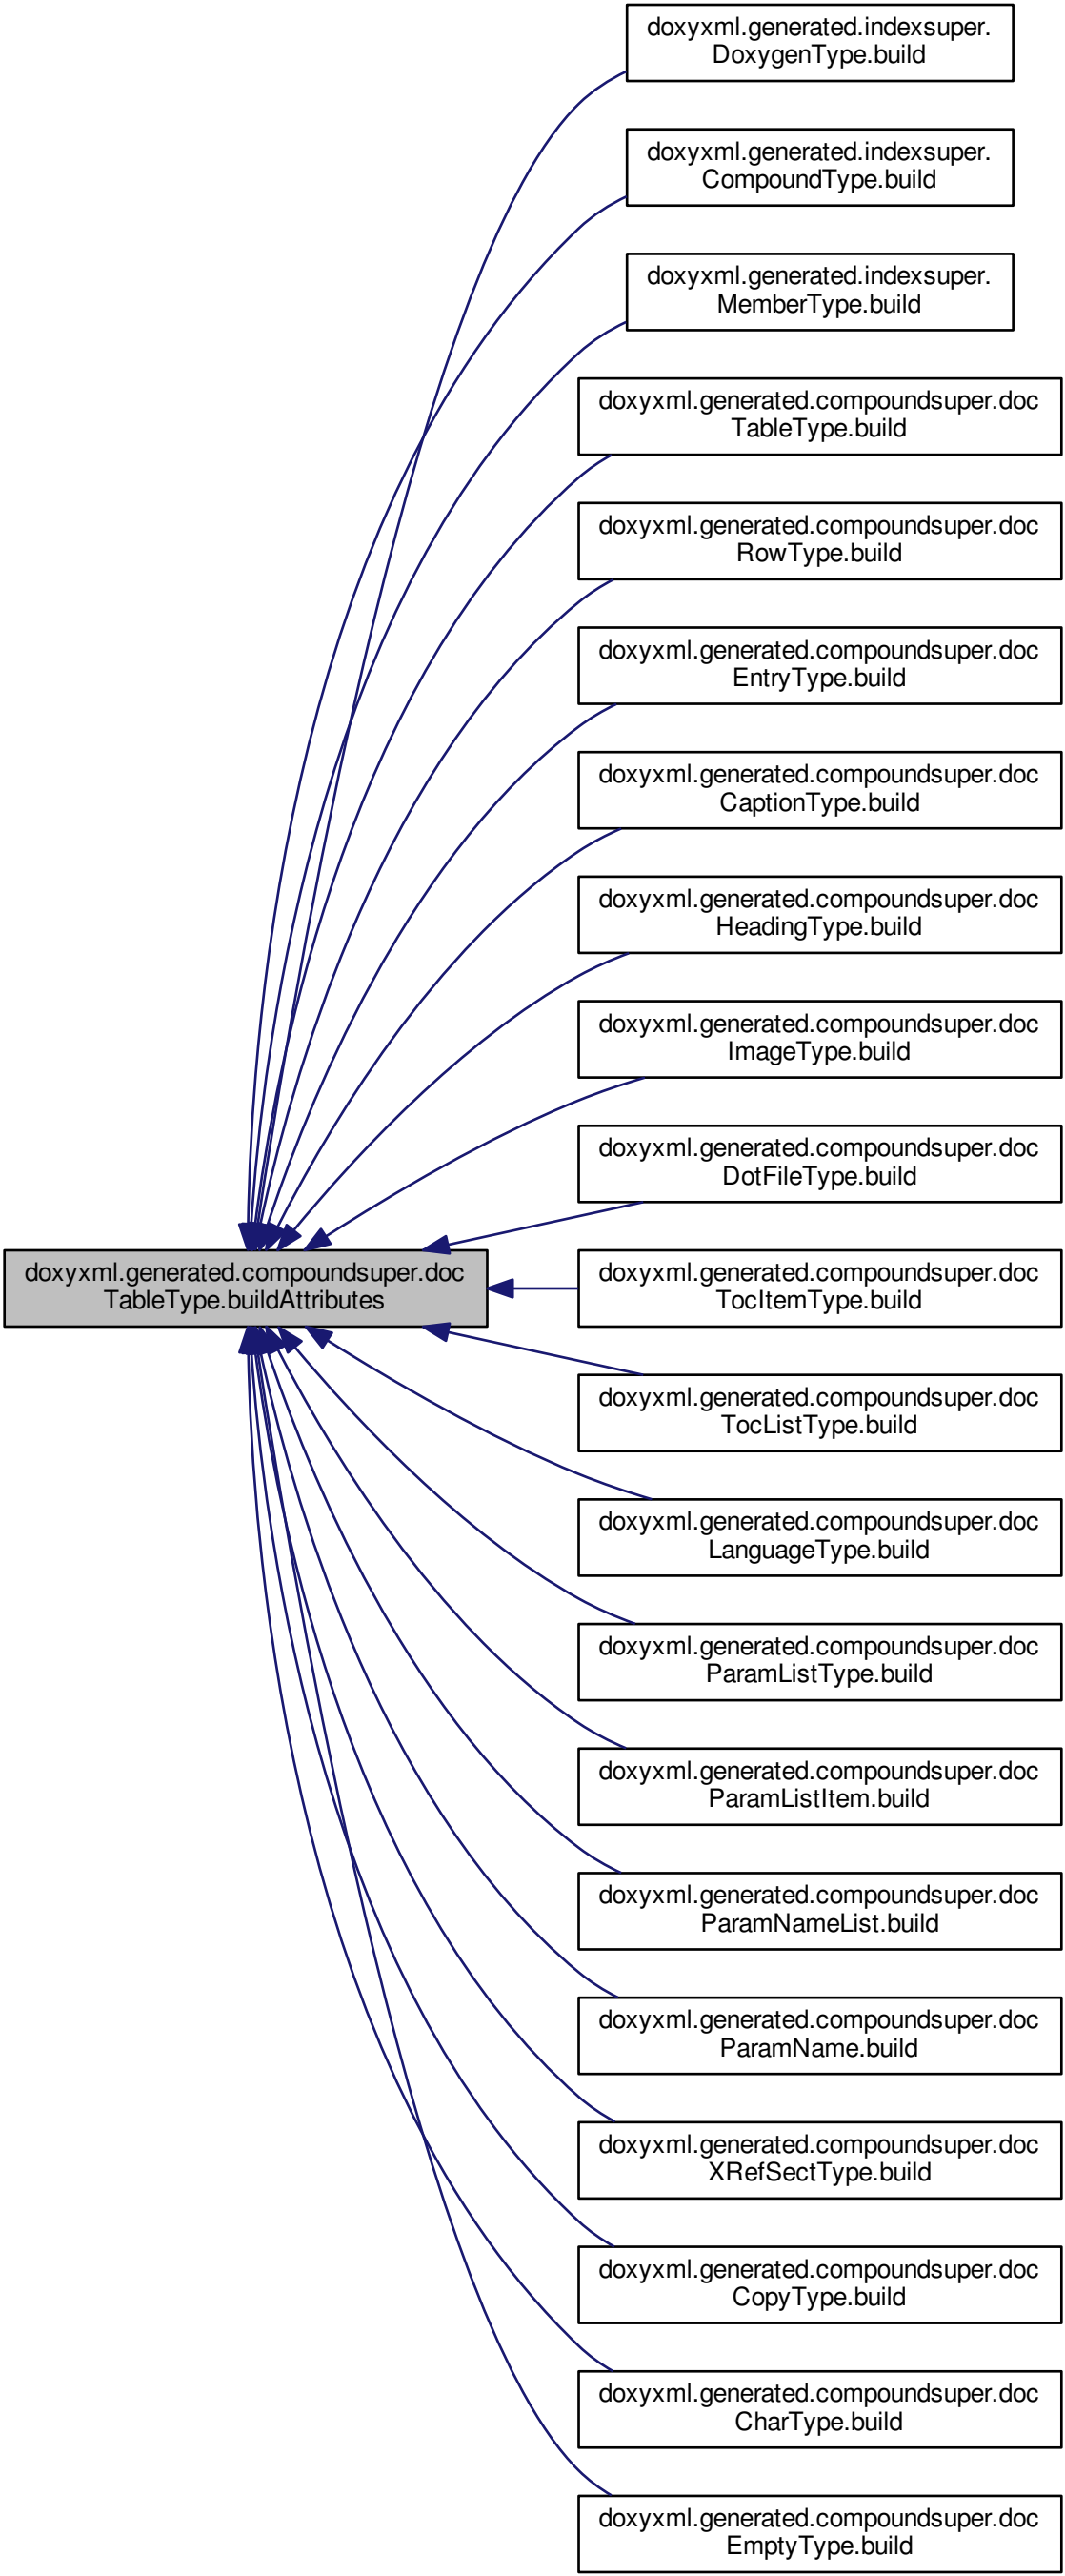 doxyxml.generated.indexsuper.
DoxygenType.build
doxyxml.generated.indexsuper.
CompoundType.build
doxyxml.generated.indexsuper.
MemberType.build
doxyxml.generated.compoundsuper.doc
TableType.build
doxyxml.generated.compoundsuper.doc
RowType.build
doxyxml.generated.compoundsuper.doc
EntryType.build
doxyxml.generated.compoundsuper.doc
CaptionType.build
doxyxml.generated.compoundsuper.doc
HeadingType.build
doxyxml.generated.compoundsuper.doc
ImageType.build
doxyxml.generated.compoundsuper.doc
DotFileType.build
doxyxml.generated.compoundsuper.doc
TableType.buildAttributes
doxyxml.generated.compoundsuper.doc
TocItemType.build
doxyxml.generated.compoundsuper.doc
TocListType.build
doxyxml.generated.compoundsuper.doc
LanguageType.build
doxyxml.generated.compoundsuper.doc
ParamListType.build
doxyxml.generated.compoundsuper.doc
ParamListItem.build
doxyxml.generated.compoundsuper.doc
ParamNameList.build
doxyxml.generated.compoundsuper.doc
ParamName.build
doxyxml.generated.compoundsuper.doc
XRefSectType.build
doxyxml.generated.compoundsuper.doc
CopyType.build
doxyxml.generated.compoundsuper.doc
CharType.build
doxyxml.generated.compoundsuper.doc
EmptyType.build